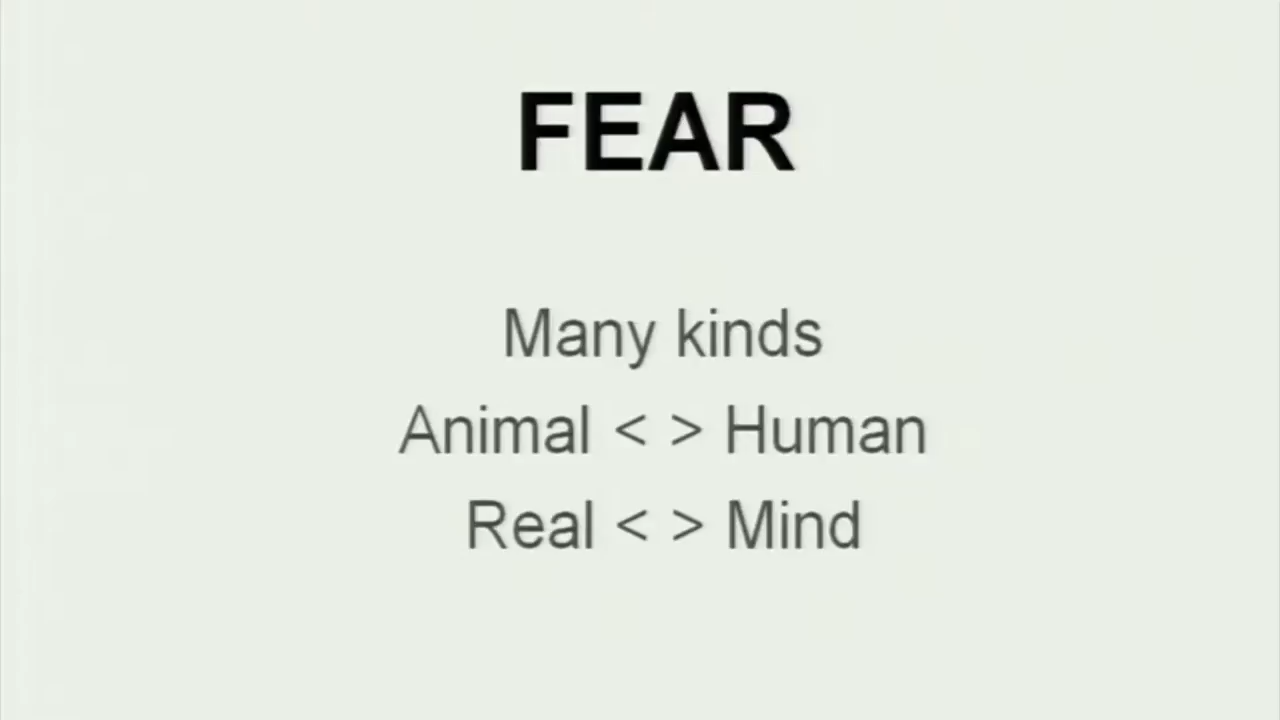 FEAR
Many kinds
Animal < > Human
Real < > Mind